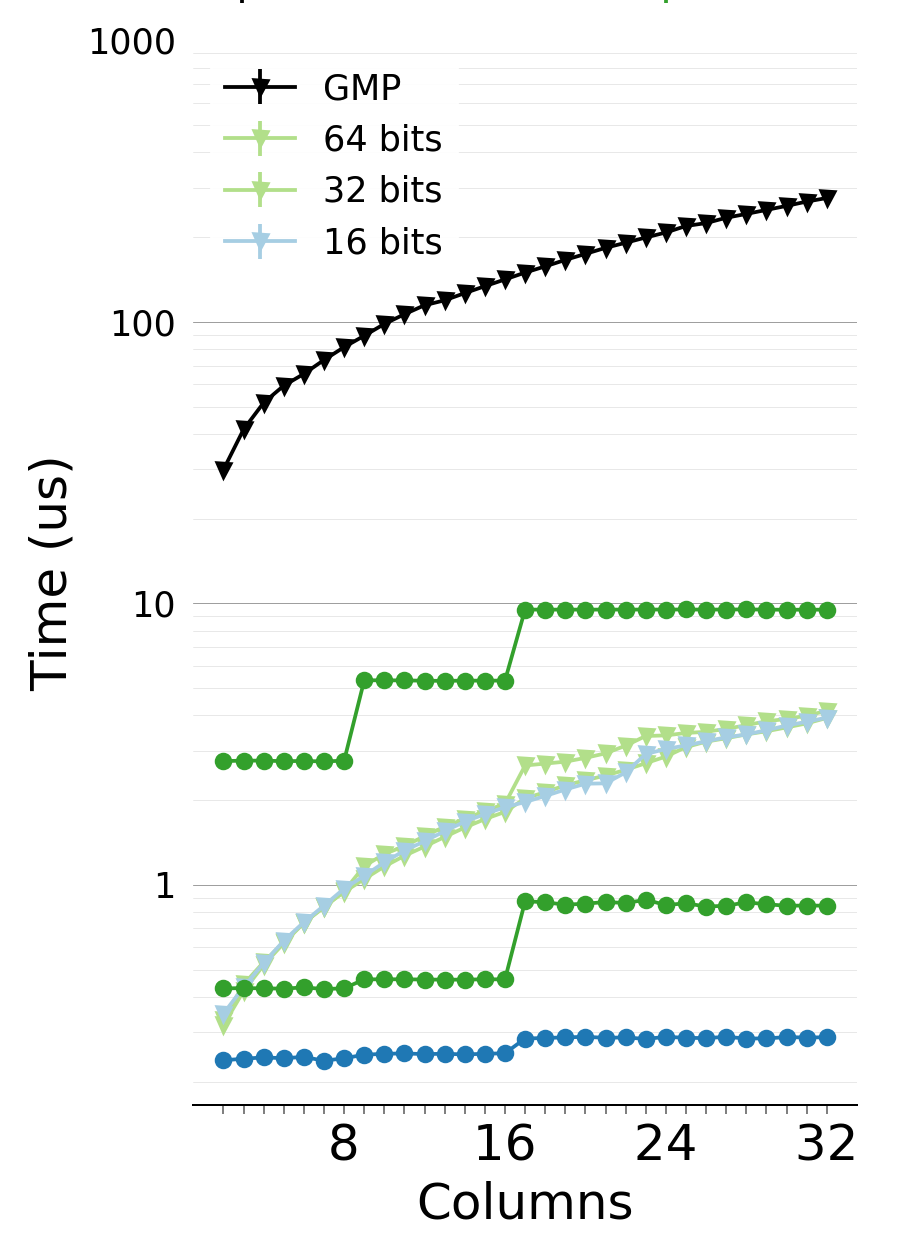 1000
GMP
64 bits
32 bits
16 bits
100
10
1
Time (us)
8 16 24 32
Columns